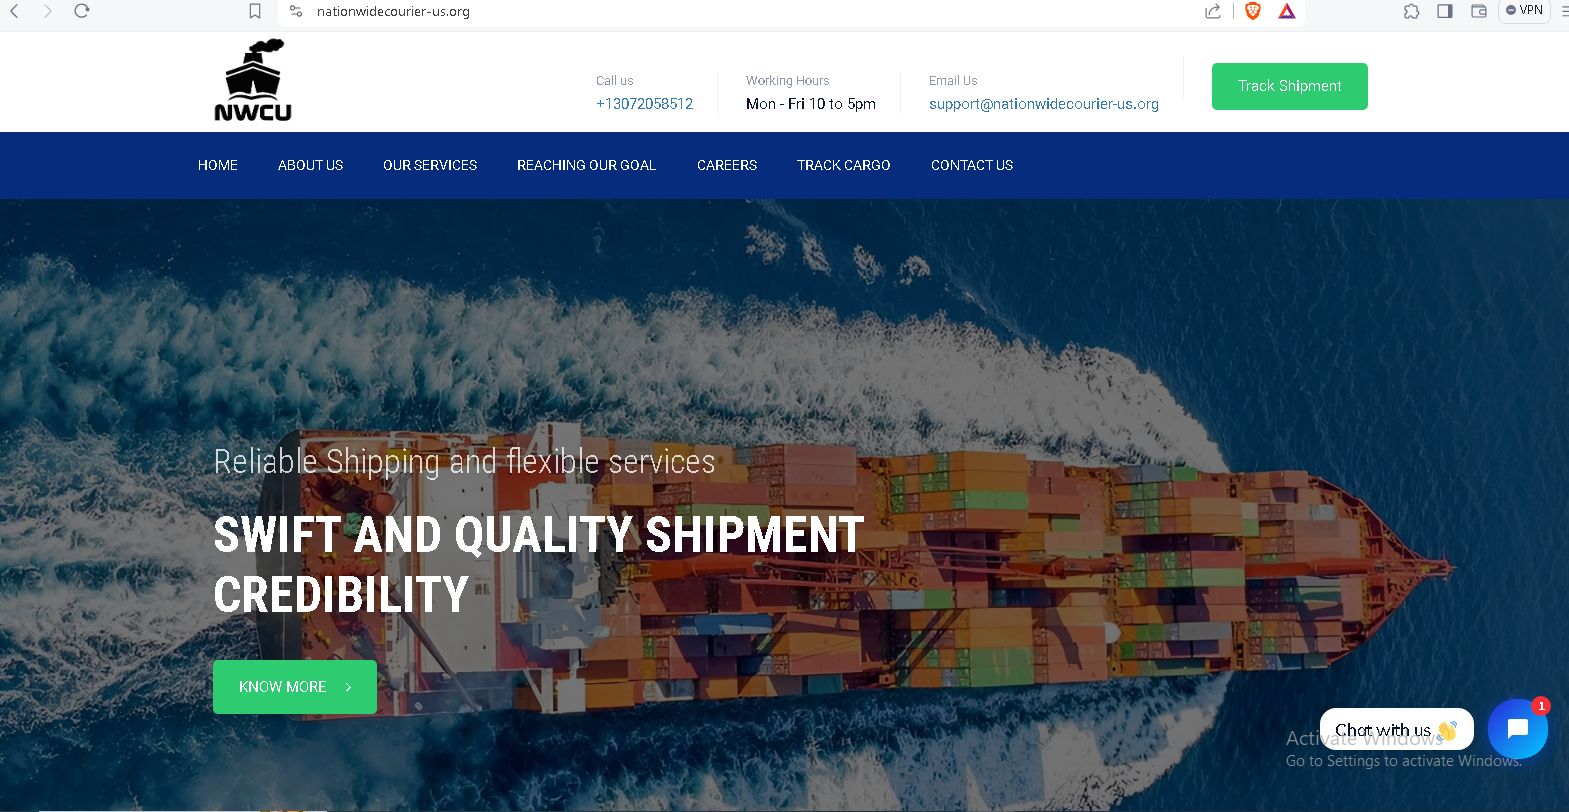 nationwidecourier-us.org
VPN
NWCU
Call us
+13072058512
Working Hours
Mon - Fri 10 to 5pm
Email Us
support@nationwidecourier-us.org
Track Shipment
HOME ABOUT US OUR SERVICES REACHING OUR GOAL CAREERS TRACK CARGO CONTACT US
Reliable Shipping and flexible services
SWIFT AND QUALITY SHIPMENT
CREDIBILITY
KNOW MORE
1
Chat with us 👋
Activate Windows
Go to Settings to activate Windows.